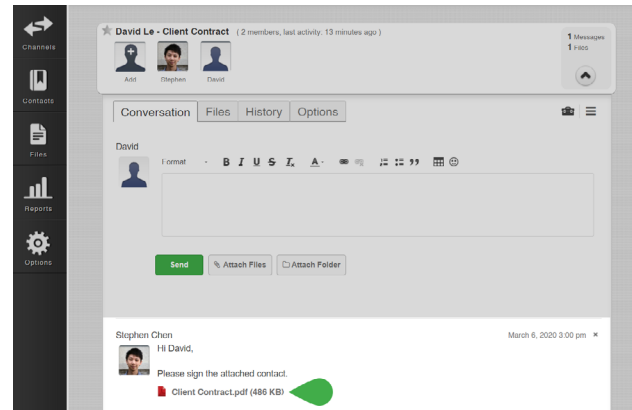 Channels
Contacts
Files
Reports
Options
David Le - Client Contract ( 2 members, last activity: 13 minutes ago )
1 Messages
1 Files
Add Stephen David
Conversation Files History Options
David
Format B I U S Ix A
Send Attach Files Attach Folder
Stephen Chen March 6, 2020 3:00 pm ×
Hi David,
Please sign the attached contact.
Client Contract.pdf (486 KB)